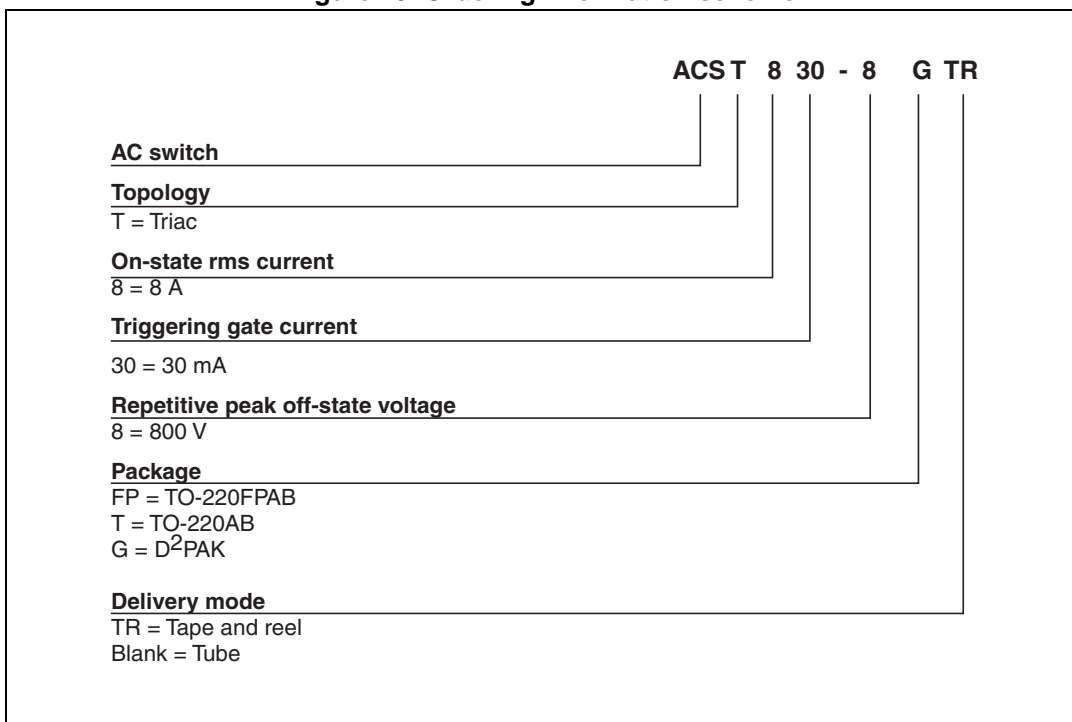 ACS T 8 30 - 8 G TR
AC switch
Topology
T = Triac
On-state rms current
8 = 8 A
Triggering gate current
30 = 30 mA
Repetitive peak off-state voltage
8 = 800 V
Package
FP = TO-220FPAB
T = TO-220AB
G = D2PAK
Delivery mode
TR = Tape and reel
Blank = Tube